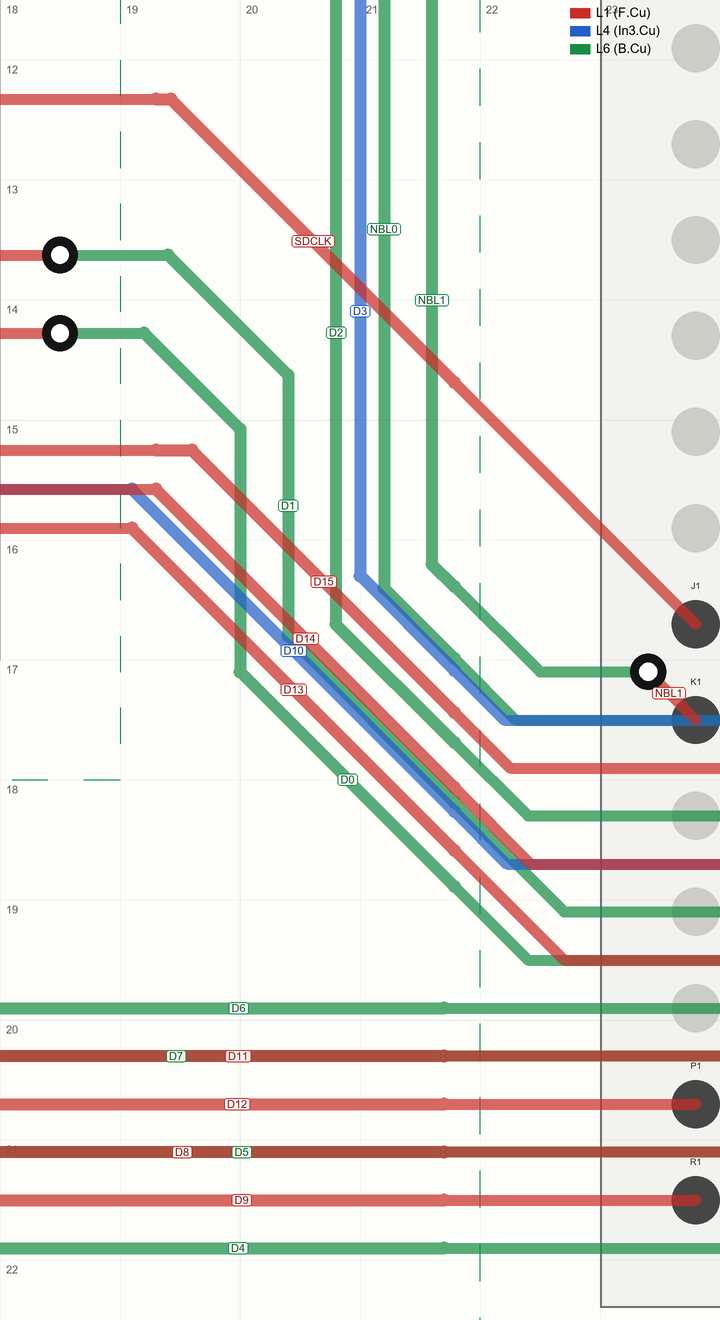 18 19 20 21 22 23
L1 (F.Cu)
L4 (In3.Cu)
L6 (B.Cu)
12
13
NBL0
SDCLK
NBL1
14
D3
D2
15
D1
16
D15
J1
D14
D10
17
K1
D13
NBL1
D0
18
19
D6
20
D7 D11
P1
D12
21
D8 D5
R1
D9
D4
22